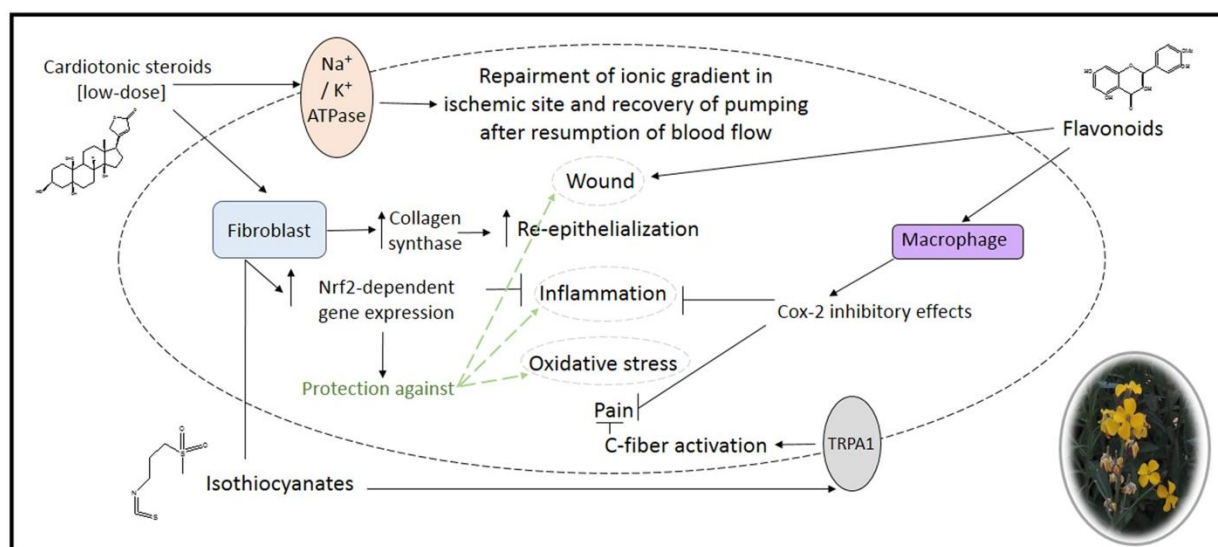 Cardiotonic steroids
[low-dose]
Na+
/ K+
ATPase
Repairment of ionic gradient in
ischemic site and recovery of pumping
after resumption of blood flow
Flavonoids
Wound
Fibroblast
Collagen
synthase
Re-epithelialization
Macrophage
Nrf2-dependent
gene expression
Inflammation
Cox-2 inhibitory effects
Protection against
Oxidative stress
Pain
C-fiber activation
TRPA1
Isothiocyanates